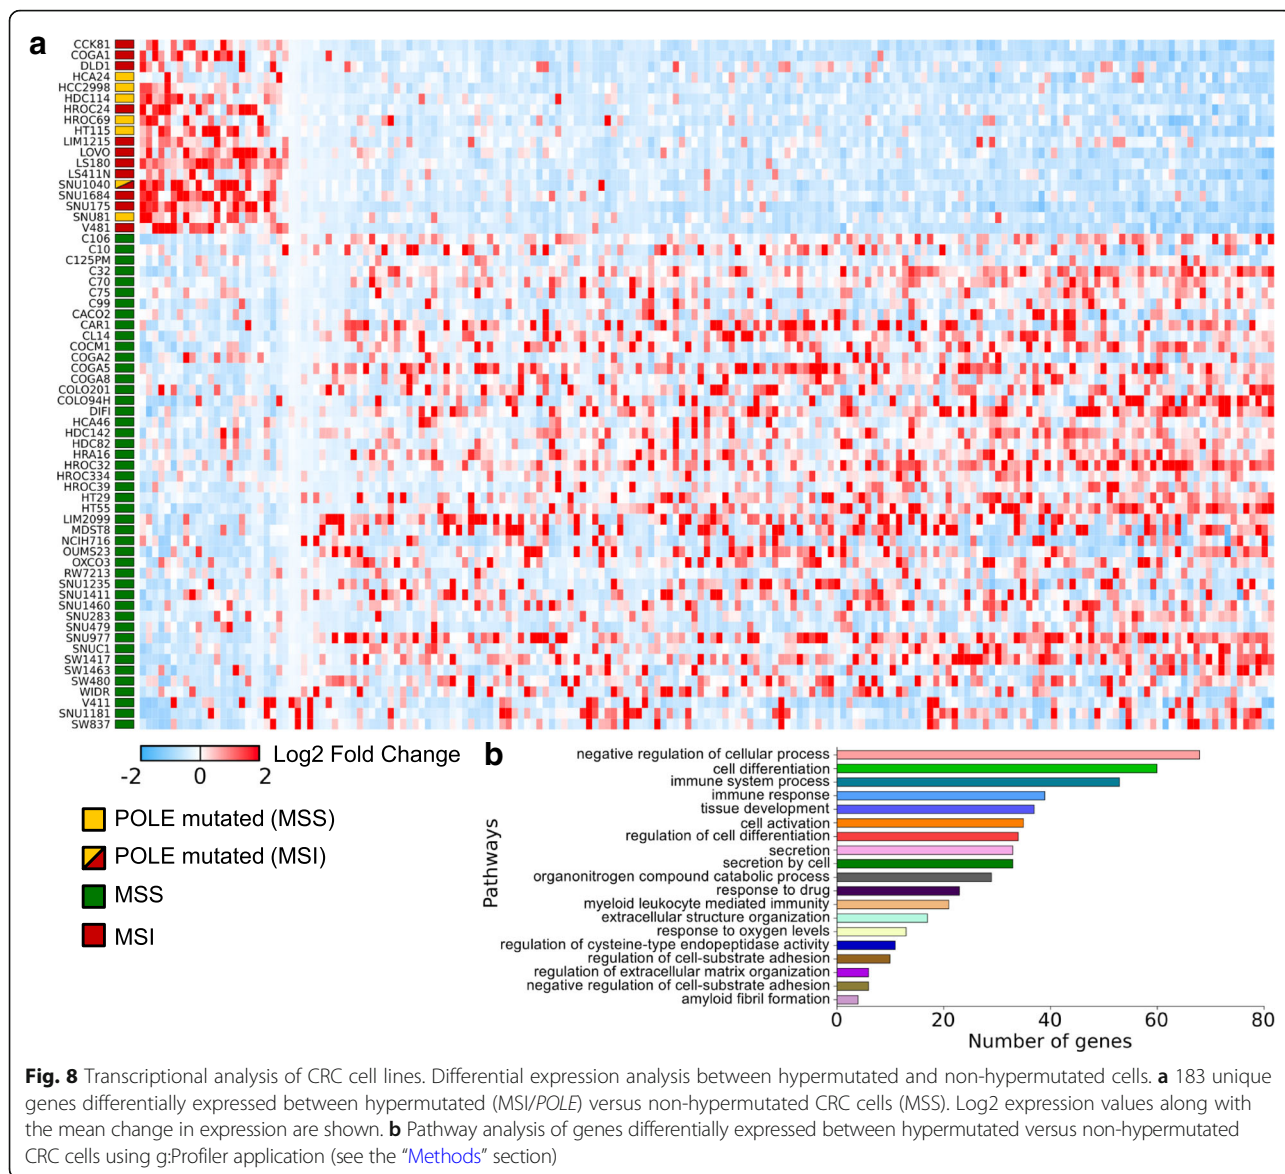 a
CCK81
COGA1
DLD1
HCA24
HCC2998
HDC114
HROC24
HROC69
HT115
LIM1215
LOVO
LS180
LS411N
SNU1040
SNU1684
SNU175
SNU81
V481
C106
C10
C125PM
C32
C70
C75
C99
CACO2
CAR1
CL14
COCM1
COGA2
COGA5
COGA8
COLO201
COLO94H
DIFI
HCA46
HDC142
HDC82
HRA16
HROC32
HROC334
HROC39
HT29
HT55
LIM2099
MDST8
NCIH716
OUMS23
OXCO3
RW7213
SNU1235
SNU1411
SNU1460
SNU283
SNU479
SNU977
SNUC1
SW1417
SW1463
SW480
WIDR
V411
SNU1181
SW837
Log2 Fold Change
-2 0 2
POLE mutated (MSS)
POLE mutated (MSI)
MSS
MSI
b
Pathways
negative regulation of cellular process
cell differentiation
immune system process
immune response
tissue development
cell activation
regulation of cell differentiation
secretion
secretion by cell
organonitrogen compound catabolic process
response to drug
myeloid leukocyte mediated immunity
extracellular structure organization
response to oxygen levels
regulation of cysteine-type endopeptidase activity
regulation of cell-substrate adhesion
regulation of extracellular matrix organization
negative regulation of cell-substrate adhesion
amyloid fibril formation
0 20 40 60 80
Number of genes
Fig. 8 Transcriptional analysis of CRC cell lines. Differential expression analysis between hypermutated and non-hypermutated cells. a 183 unique
genes differentially expressed between hypermutated (MSI/POLE) versus non-hypermutated CRC cells (MSS). Log2 expression values along with
the mean change in expression are shown. b Pathway analysis of genes differentially expressed between hypermutated versus non-hypermutated
CRC cells using g:Profiler application (see the “Methods” section)